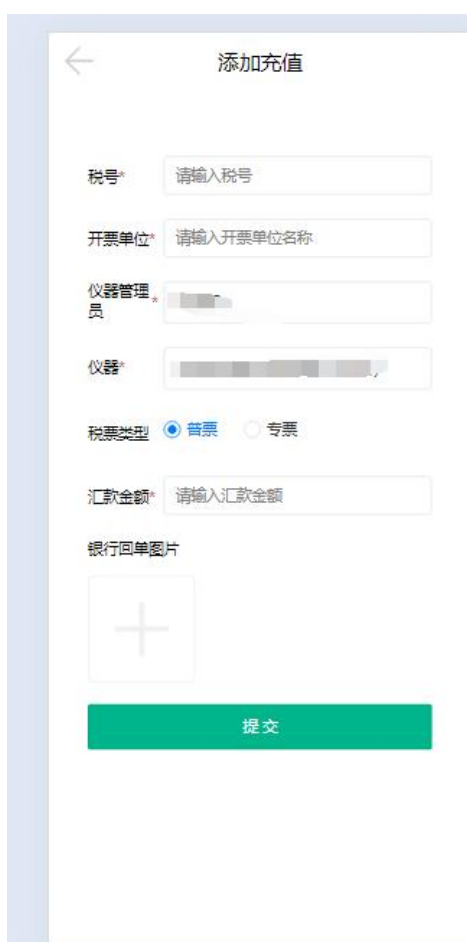 添加充值
税号* 请输入税号
开票单位* 请输入开票单位名称
仪器管理
员*
仪器*
税票类型 普票 专票
汇款金额* 请输入汇款金额
银行回单图片
提交